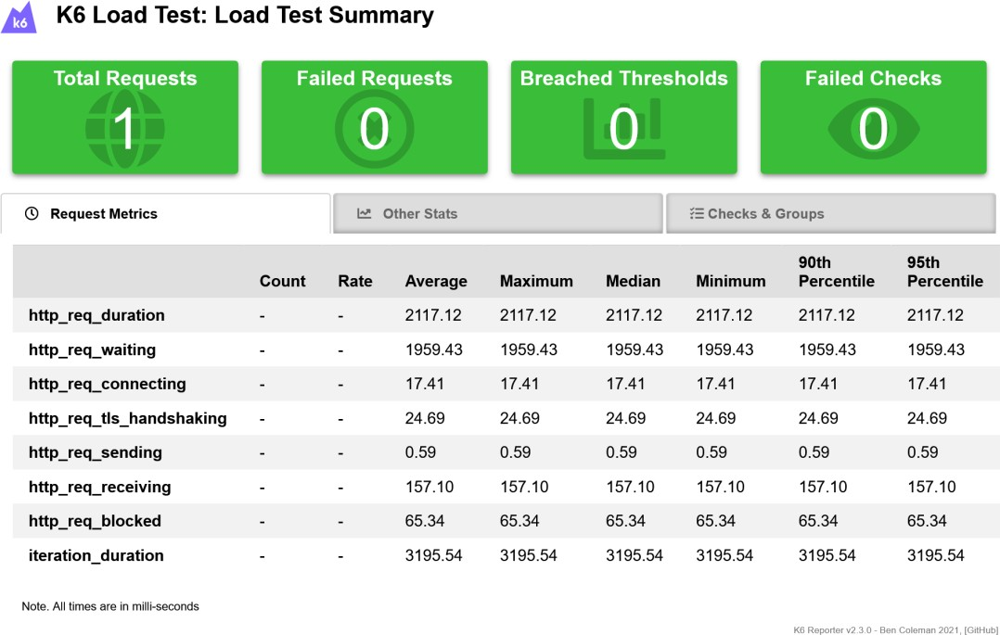 k6
K6 Load Test: Load Test Summary
Total Requests
1
Failed Requests
0
Breached Thresholds
0
Failed Checks
0
Request Metrics
Other Stats
Checks & Groups
Count Rate Average Maximum Median Minimum 90th Percentile 95th Percentile
http_req_duration - - 2117.12 2117.12 2117.12 2117.12 2117.12 2117.12
http_req_waiting - - 1959.43 1959.43 1959.43 1959.43 1959.43 1959.43
http_req_connecting - - 17.41 17.41 17.41 17.41 17.41 17.41
http_req_tls_handshaking - - 24.69 24.69 24.69 24.69 24.69 24.69
http_req_sending - - 0.59 0.59 0.59 0.59 0.59 0.59
http_req_receiving - - 157.10 157.10 157.10 157.10 157.10 157.10
http_req_blocked - - 65.34 65.34 65.34 65.34 65.34 65.34
iteration_duration - - 3195.54 3195.54 3195.54 3195.54 3195.54 3195.54
Note. All times are in milli-seconds
K6 Reporter v2.3.0 - Ben Coleman 2021, [GitHub]